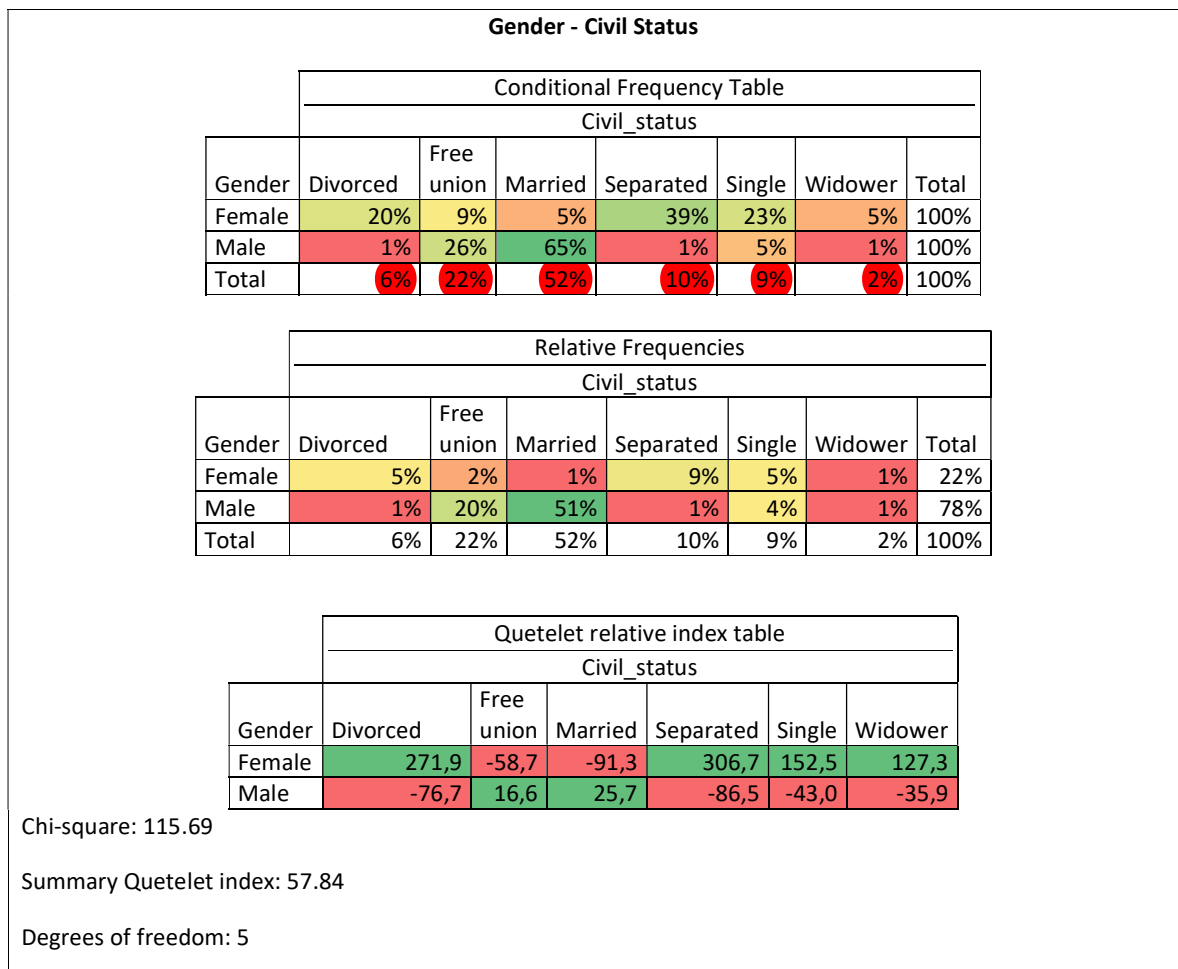 Gender - Civil Status
Conditional Frequency Table
Civil_status
Gender Divorced Free union Married Separated Single Widower Total
Female 20% 9% 5% 39% 23% 5% 100%
Male 1% 26% 65% 1% 5% 1% 100%
Total 6% 22% 52% 10% 9% 2% 100%
Relative Frequencies
Civil_status
Gender Divorced Free union Married Separated Single Widower Total
Female 5% 2% 1% 9% 5% 1% 22%
Male 1% 20% 51% 1% 4% 1% 78%
Total 6% 22% 52% 10% 9% 2% 100%
Quetelet relative index table
Civil_status
Gender Divorced Free union Married Separated Single Widower
Female 271,9 -58,7 -91,3 306,7 152,5 127,3
Male -76,7 16,6 25,7 -86,5 -43,0 -35,9
Chi-square: 115.69
Summary Quetelet index: 57.84
Degrees of freedom: 5